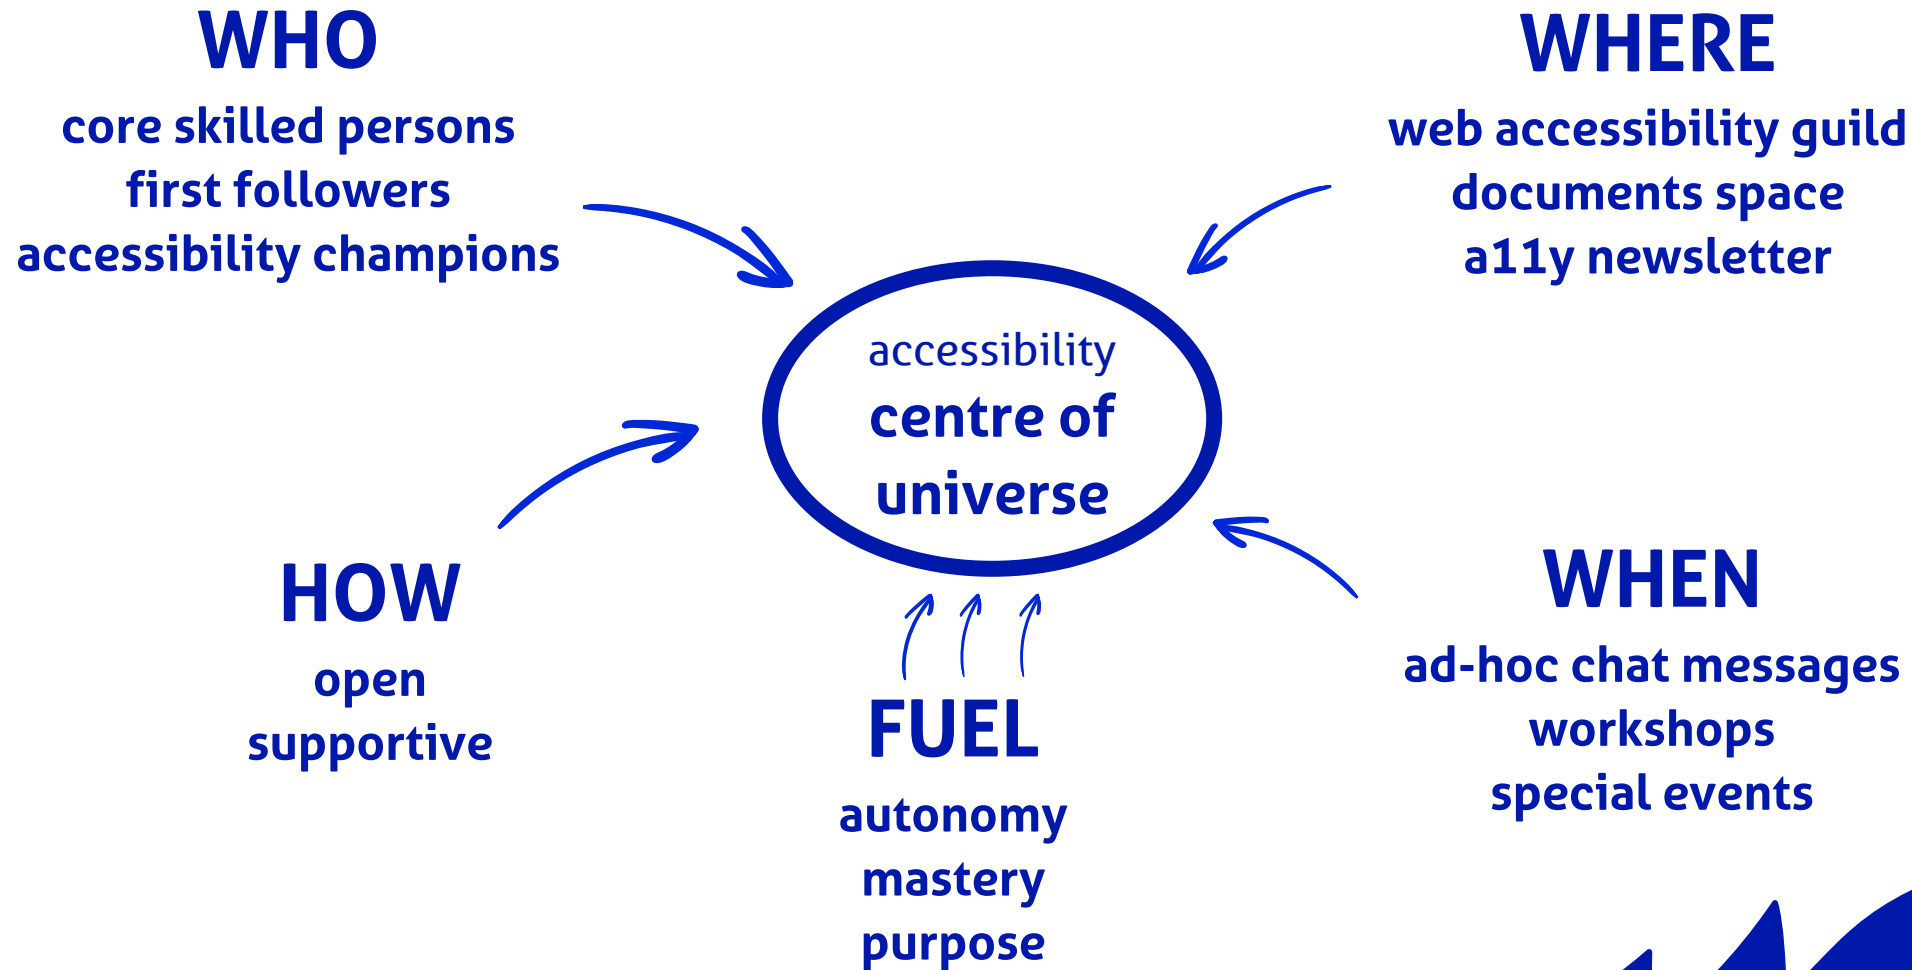 WHO
core skilled persons
first followers
accessibility champions
WHERE
web accessibility guild
documents space
a11y newsletter
accessibility
centre of
universe
HOW
open
supportive
FUEL
autonomy
mastery
purpose
WHEN
ad-hoc chat messages
workshops
special events